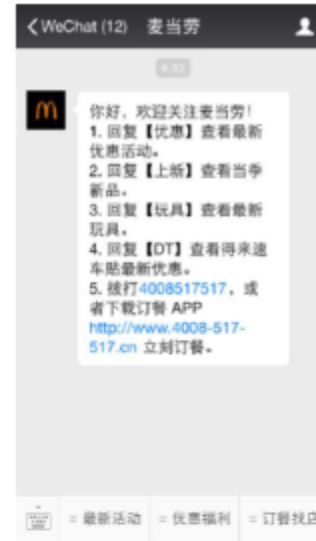 WeChat (12) 麦当劳
8:32
你好，欢迎关注麦当劳！
1. 回复【优惠】查看最新
优惠活动。
2. 回复【上新】查看当季
新品。
3. 回复【玩具】查看最新
玩具。
4. 回复【DT】查看得来速
车贴最新优惠。
5. 拨打4008517517，或
者下载订餐 APP
http://www.4008-517-
517.cn 立刻订餐。
最新活动 优惠福利 订餐找店